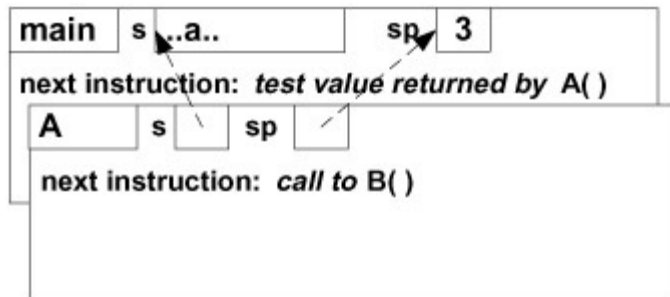 main s ..a.. sp 3
next instruction: test value returned by A( )
A s sp
next instruction: call to B( )